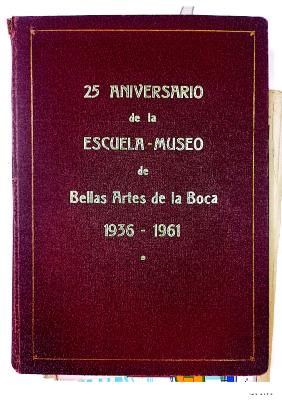 25 ANIVERSARIO
de la
ESCUELA-MUSEO
de
Bellas Artes de la Boca
1936 - 1961